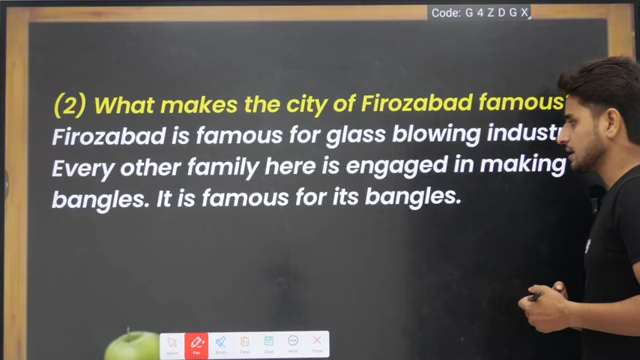 Code: G 4 Z D G X
(2) What makes the city of Firozabad famous
Firozabad is famous for glass blowing
Every other family here is engaged in making
bangles. It is famous for its bangles.
Pen